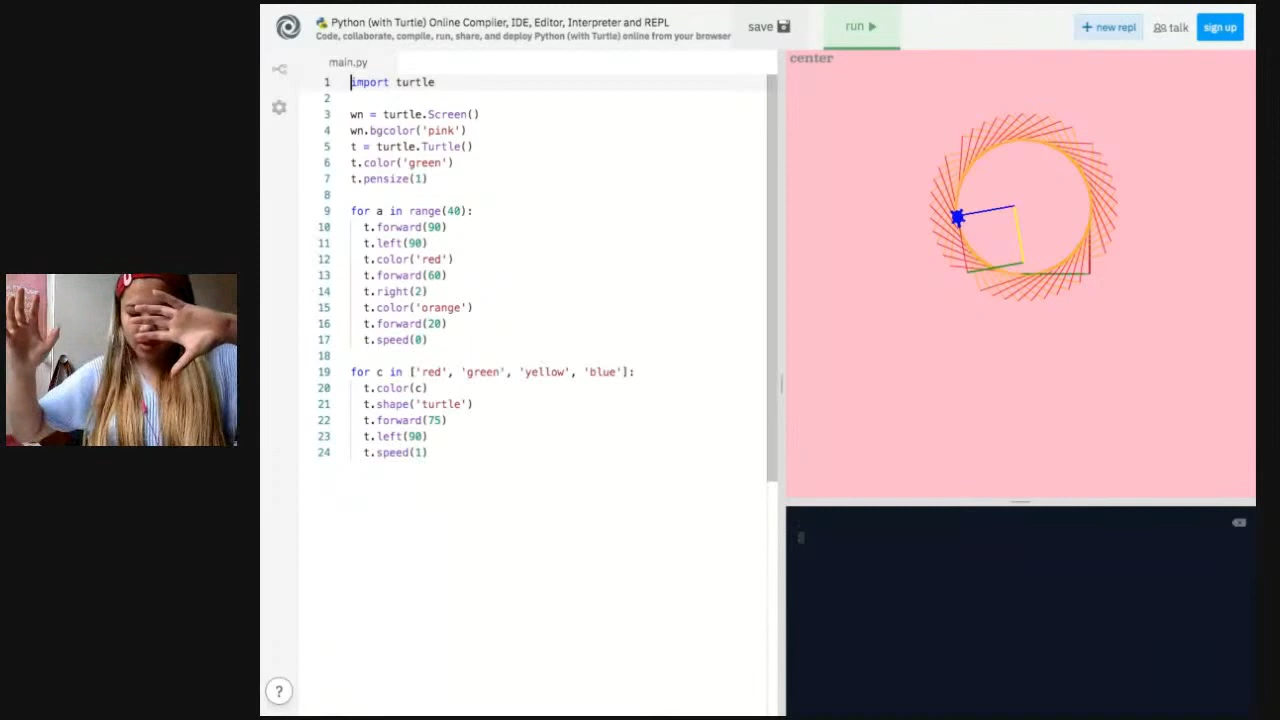 Python (with Turtle) Online Compiler, IDE, Editor, Interpreter and REPL
Code, collaborate, compile, run, share, and deploy Python (with Turtle) online from your browser
save
run
+ new repl
talk
sign up
main.py
center
1 import turtle
2
3 wn = turtle.Screen()
4 wn.bgcolor('pink')
5 t = turtle.Turtle()
6 t.color('green')
7 t.pensize(1)
8
9 for a in range(40):
10 t.forward(90)
11 t.left(90)
12 t.color('red')
13 t.forward(60)
14 t.right(2)
15 t.color('orange')
16 t.forward(20)
17 t.speed(0)
18
19 for c in ['red', 'green', 'yellow', 'blue']:
20 t.color(c)
21 t.shape('turtle')
22 t.forward(75)
23 t.left(90)
24 t.speed(1)
?